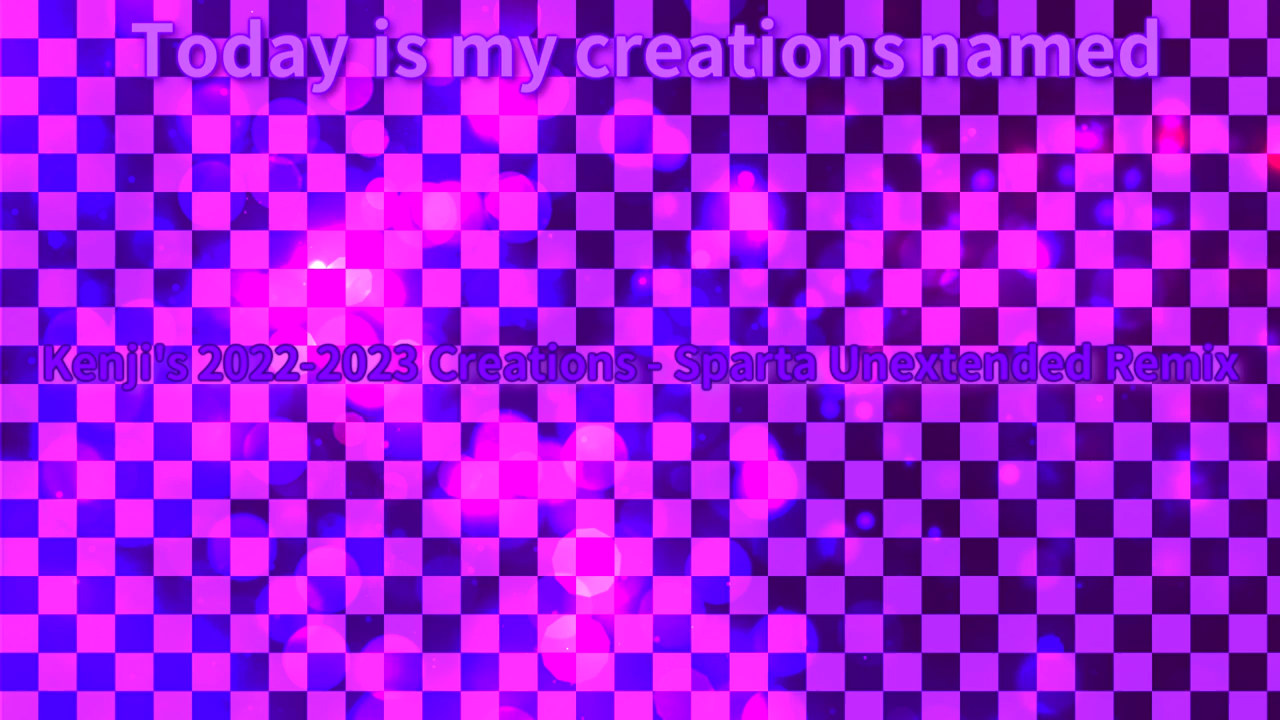 Today is my creations named
Kenji's 2022-2023 Creations - Sparta Unextended Remix